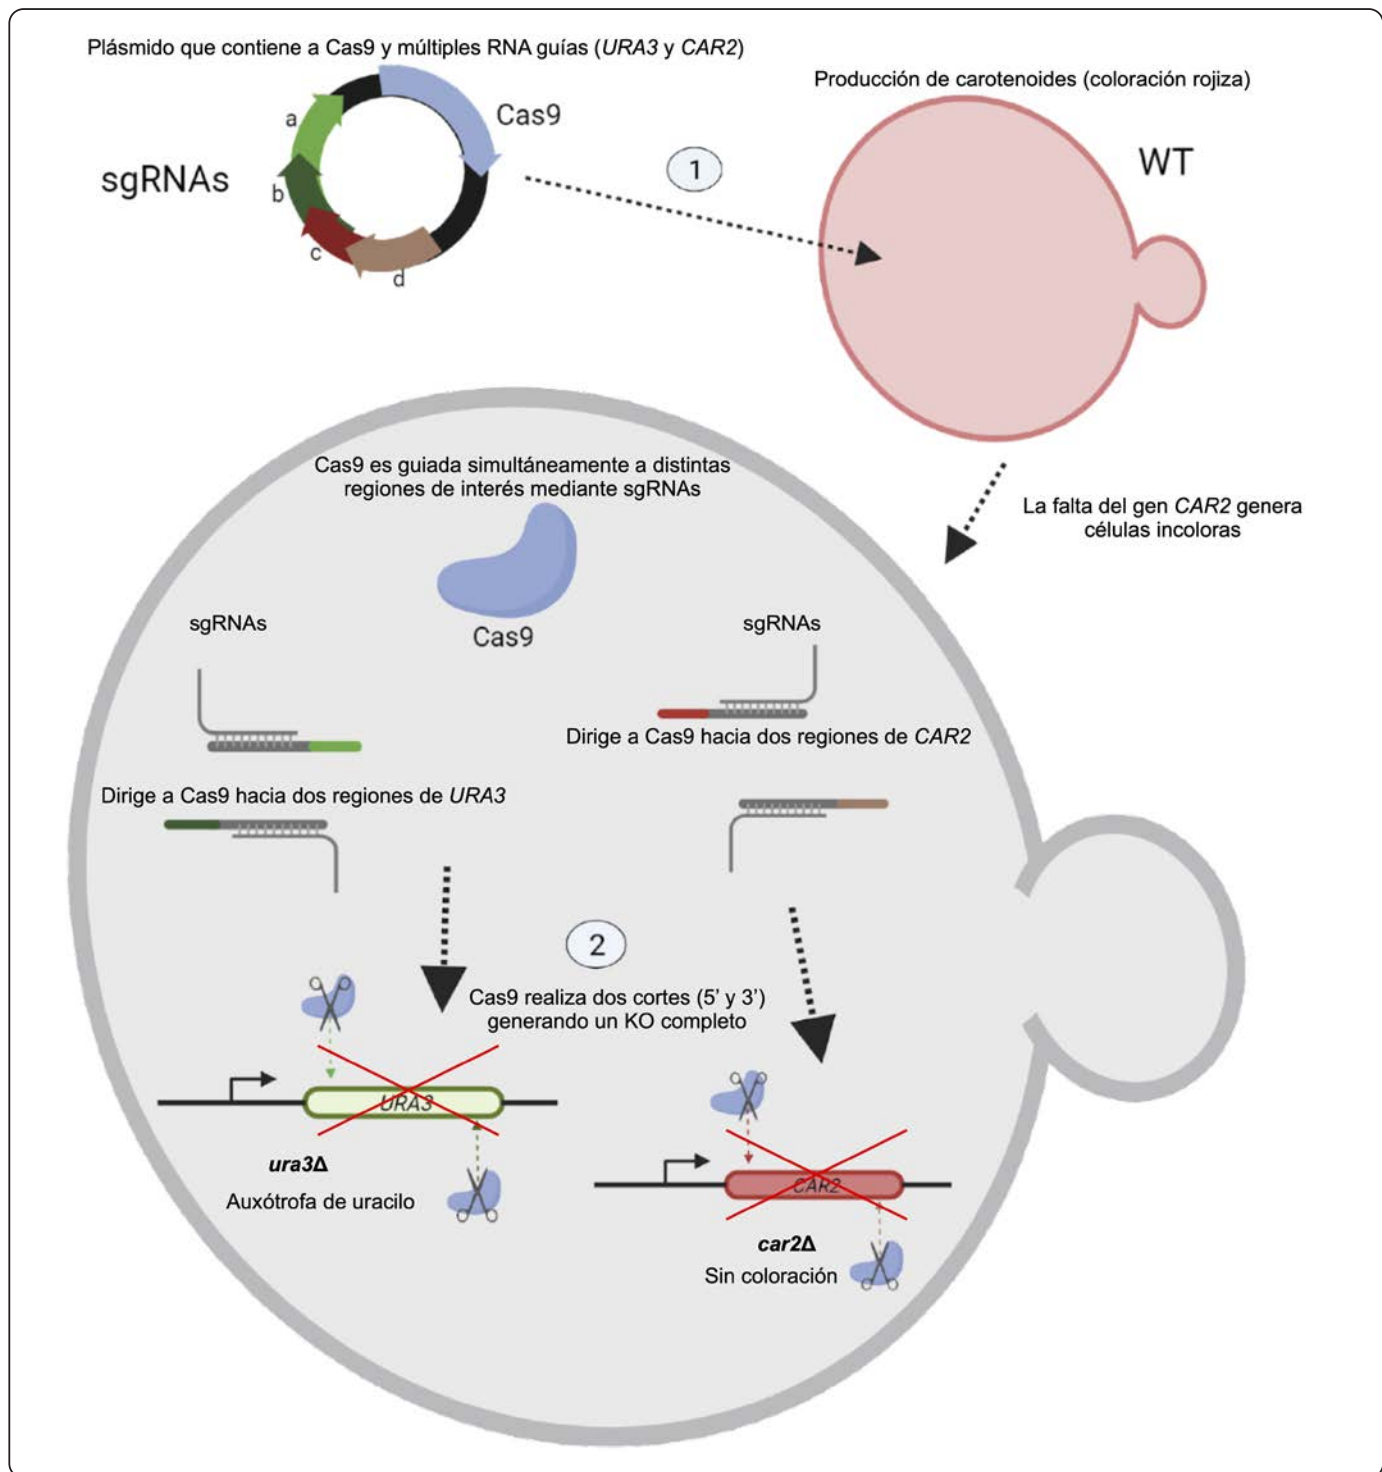 Plásmido que contiene a Cas9 y múltiples RNA guías (URA3 y CAR2)
Producción de carotenoides (coloración rojiza)
a
Cas9
sgRNAs
b
c
d
1
WT
Cas9 es guiada simultáneamente a distintas
regiones de interés mediante sgRNAs
La falta del gen CAR2 genera
células incoloras
Cas9
sgRNAs
sgRNAs
Dirige a Cas9 hacia dos regiones de CAR2
Dirige a Cas9 hacia dos regiones de URA3
2
Cas9 realiza dos cortes (5’ y 3’)
generando un KO completo
URA3
ura3Δ
Auxótrofa de uracilo
CAR2
car2Δ
Sin coloración